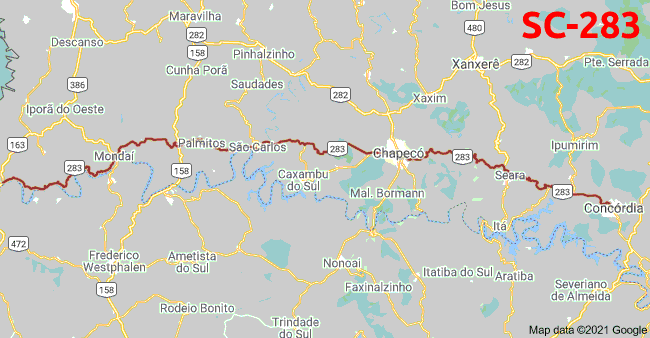 Bom Jesus
SC-283
Maravilha
Descanso
282
480
158
Pinhalzinho
Xanxerê
282
Pte. Serrada
Cunha Porã
386
Saudades
282
Xaxim
Iporã do Oeste
163
Palmitos
São Carlos
283
Chapecó
283
Ipumirim
Mondaí
283
158
Caxambu
do Sul
Seara
283
Mal. Bormann
Concórdia
Itá
472
Frederico
Westphalen
Ametista
do Sul
Nonoai
Itatiba do Sul
Aratiba
158
Faxinalzinho
Severiano
de Almeida
Rodeio Bonito
Trindade
do Sul
Map data ©2021 Google